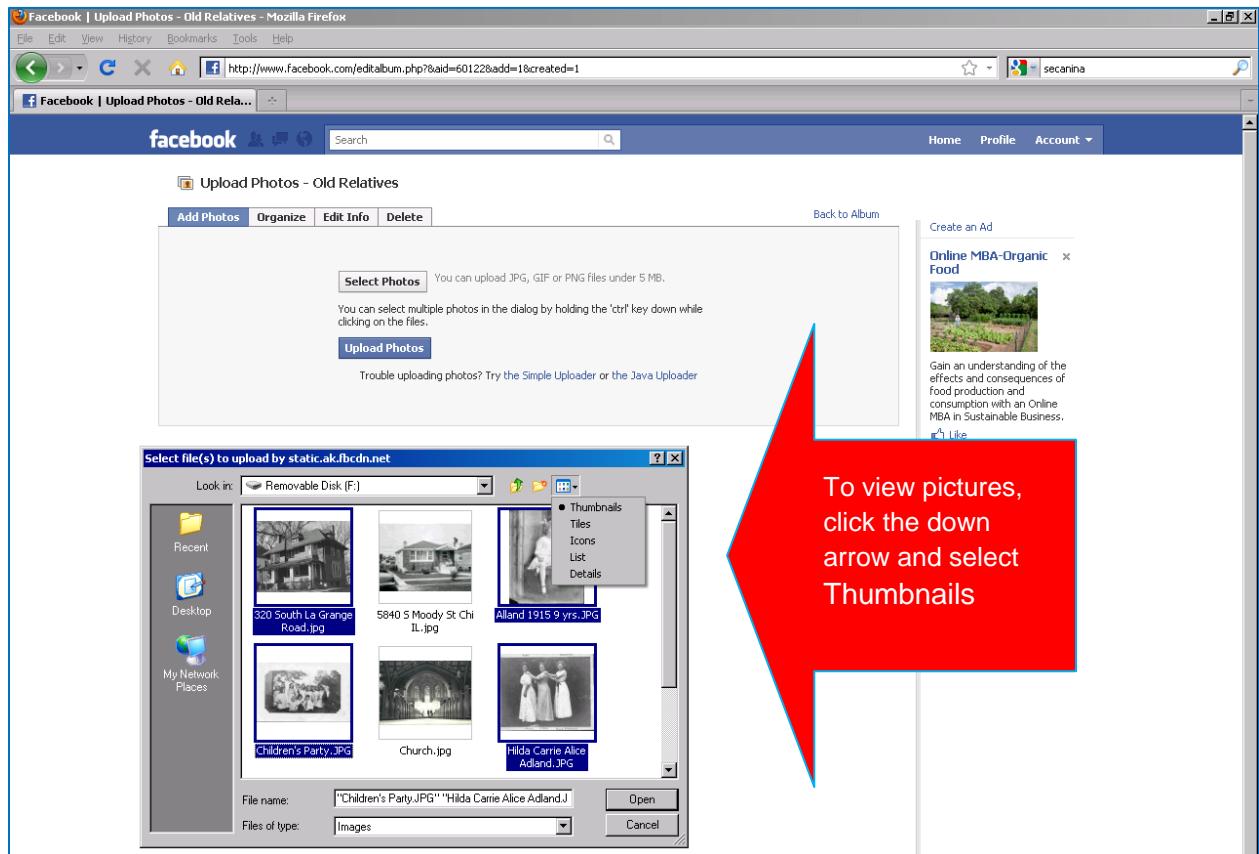 Facebook | Upload Photos - Old Relatives - Mozilla Firefox
File Edit View History Bookmarks Tools Help
http://www.facebook.com/editalbum.php?&aid=60122&add=1&created=1
secanina
Facebook | Upload Photos - Old Rela...
facebook
Search
Home Profile Account
Upload Photos - Old Relatives
Add Photos Organize Edit Info Delete
Back to Album
Select Photos You can upload JPG, GIF or PNG files under 5 MB.
You can select multiple photos in the dialog by holding the 'ctrl' key down while
clicking on the files.
Upload Photos
Trouble uploading photos? Try the Simple Uploader or the Java Uploader
Create an Ad
Online MBA-Organic x
Food
Gain an understanding of the
effects and consequences of
food production and
consumption with an Online
MBA in Sustainable Business.
Like
Select file(s) to upload by static.ak.fbcdn.net
Look in: Removable Disk (F:)
Thumbnails
Tiles
Icons
List
Details
Recent
Desktop
My Network
Places
320 South La Grange
Road.jpg
5840 S Moody St Chi
IL.jpg
Alland 1915 9 yrs.JPG
Children's Party.JPG
Church.jpg
Hilda Carrie Alice
Adland.JPG
File name: "Children's Party.JPG" "Hilda Carrie Alice Adland.J
Open
Files of type: Images
Cancel
To view pictures,
click the down
arrow and select
Thumbnails